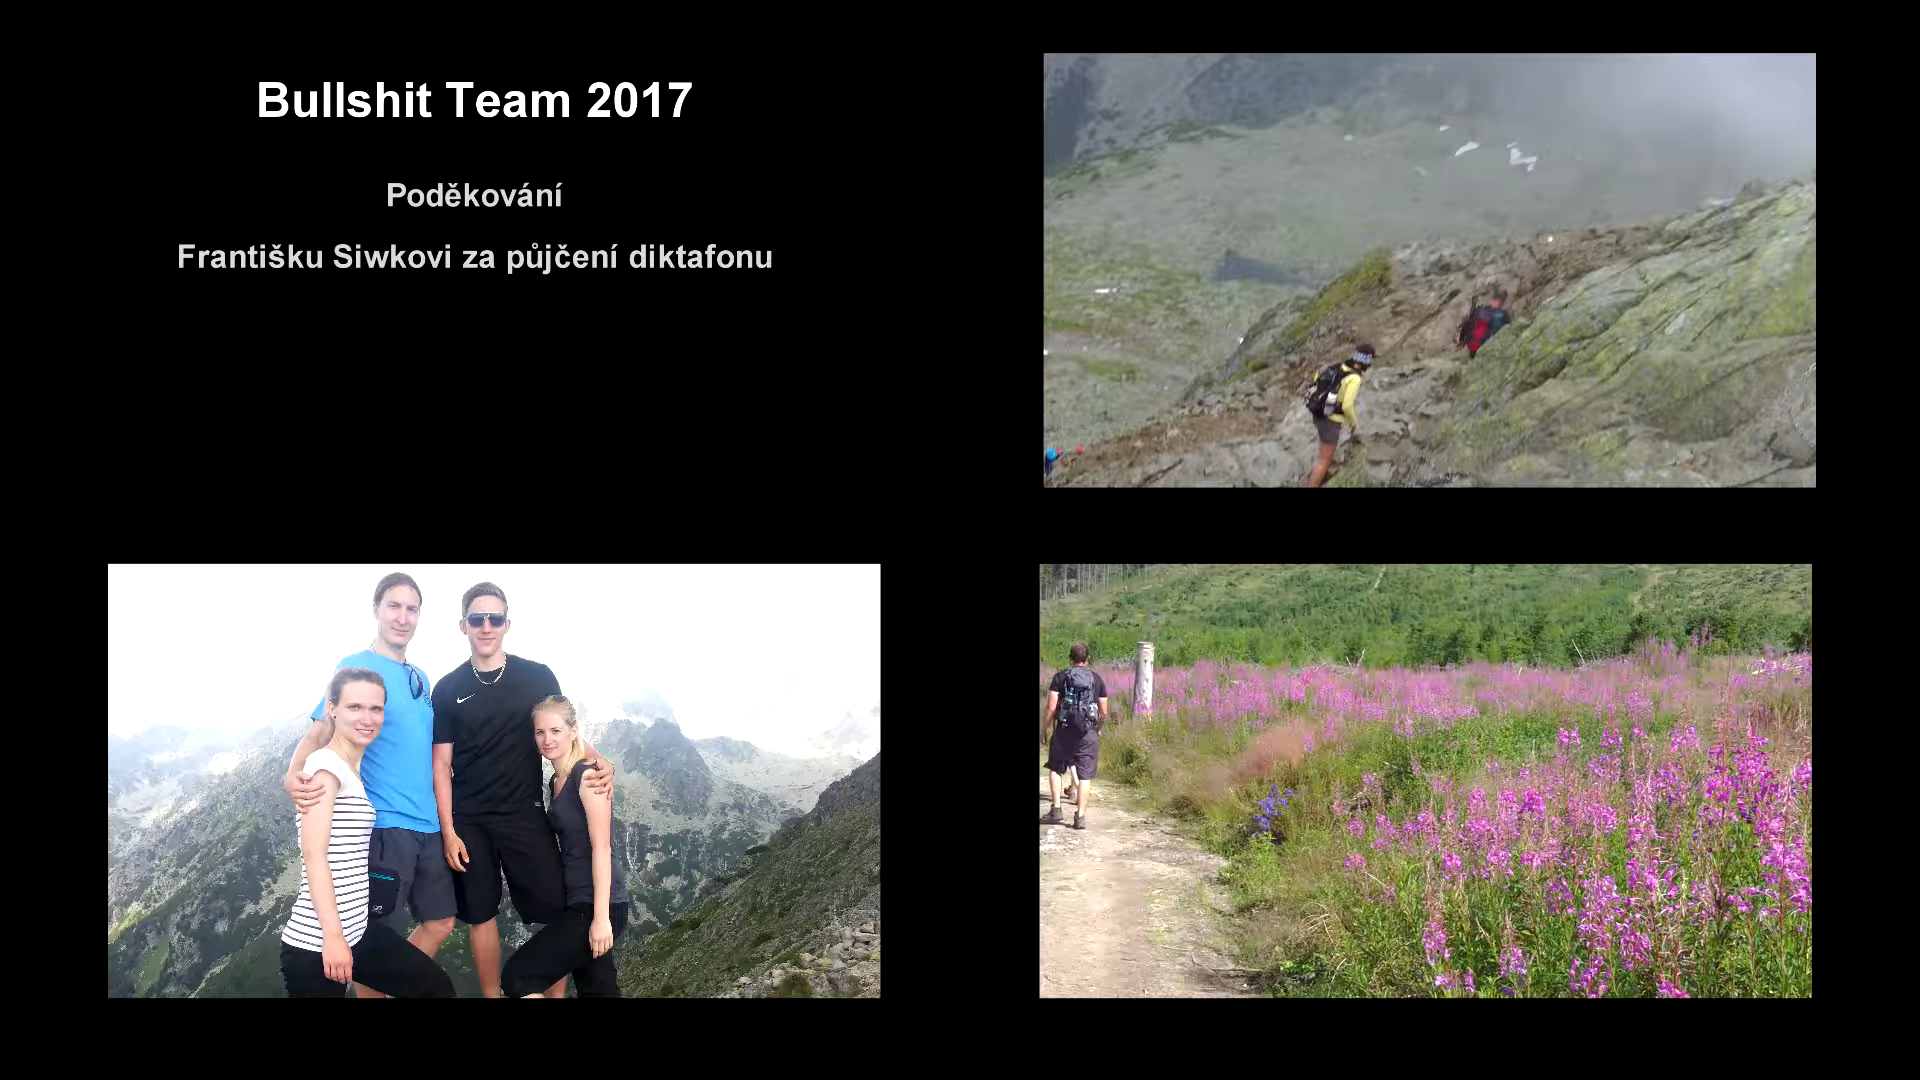 Bullshit Team 2017
Poděkování
Františku Siwkovi za půjčení diktafonu